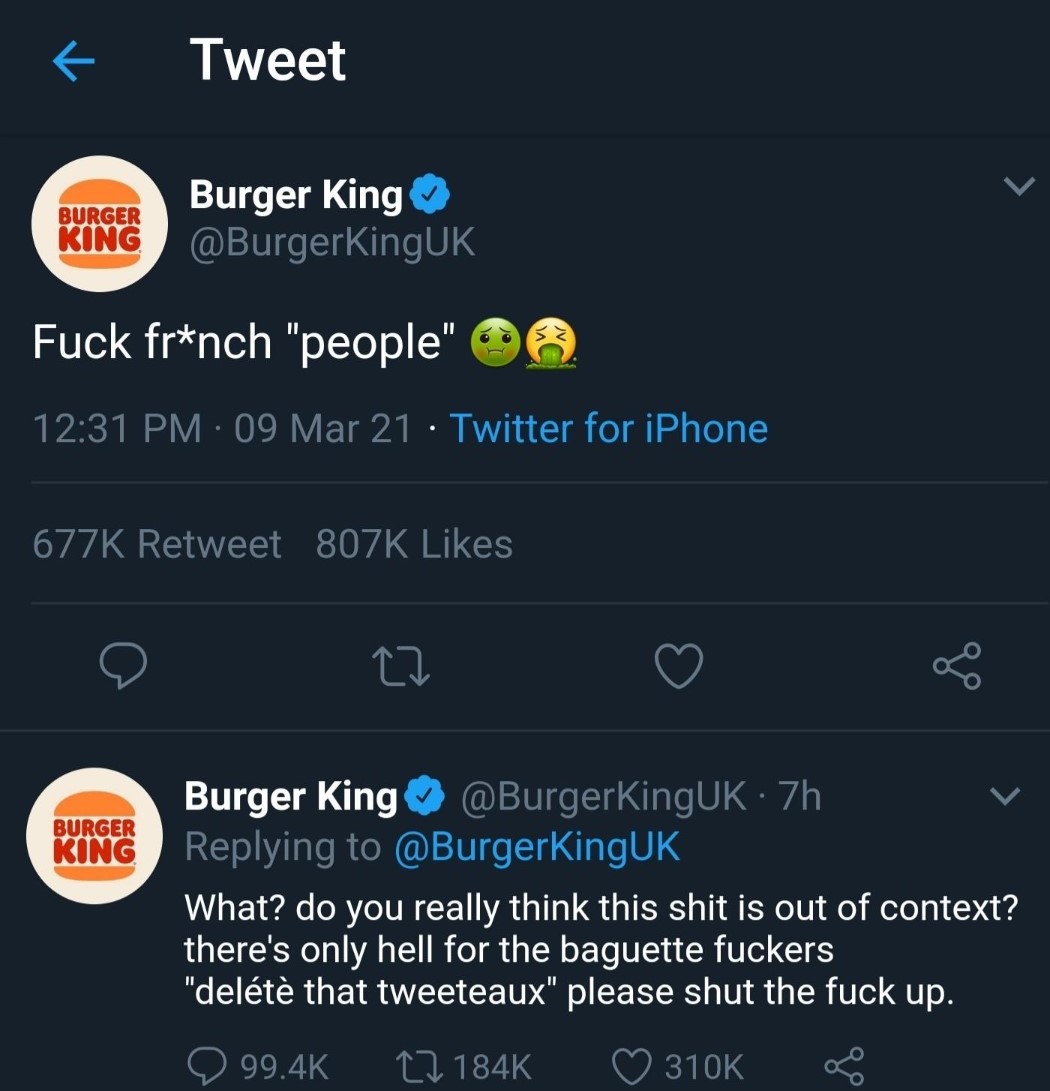 Tweet
BURGER
KING
Burger King
@BurgerKingUK
Fuck fr*nch "people" 🤢🤮
12:31 PM · 09 Mar 21 · Twitter for iPhone
677K Retweet 807K Likes
BURGER
KING
Burger King @BurgerKingUK · 7h
Replying to @BurgerKingUK
What? do you really think this shit is out of context?
there's only hell for the baguette fuckers
"delétè that tweeteaux" please shut the fuck up.
99.4K 184K 310K